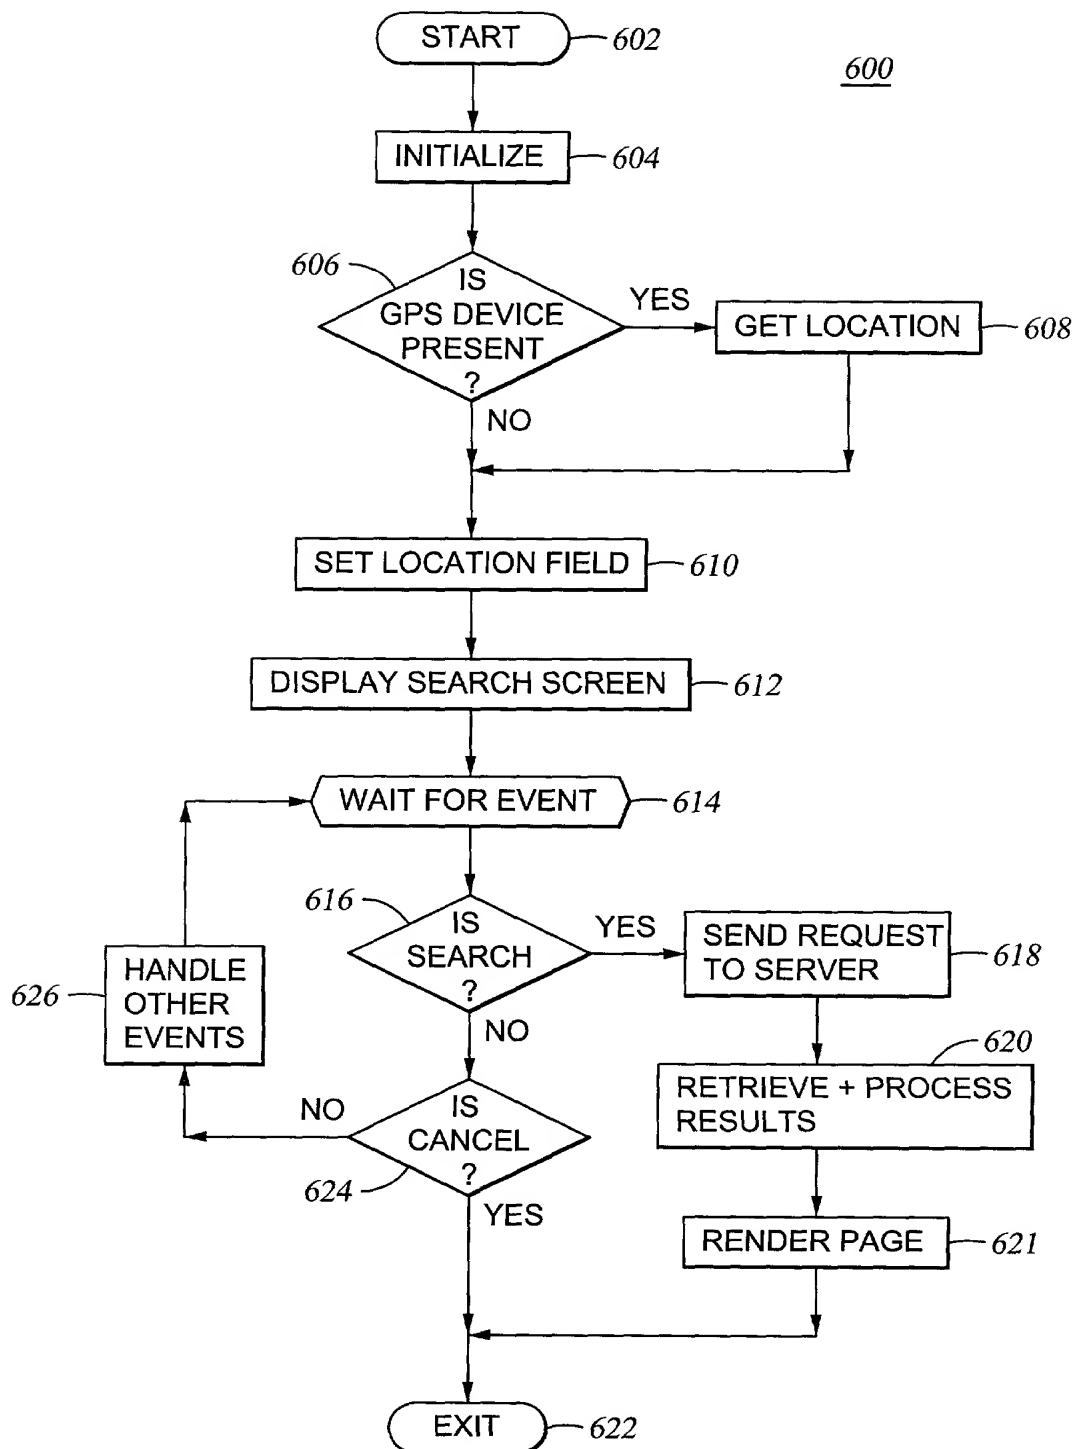 START
602
600
INITIALIZE
604
606
IS
GPS DEVICE
PRESENT
?
YES
GET LOCATION
608
NO
SET LOCATION FIELD
610
DISPLAY SEARCH SCREEN
612
WAIT FOR EVENT
614
616
IS
SEARCH
?
YES
SEND REQUEST
TO SERVER
618
NO
626
HANDLE
OTHER
EVENTS
620
RETRIEVE + PROCESS
RESULTS
NO
IS
CANCEL
?
624
YES
RENDER PAGE
621
EXIT
622